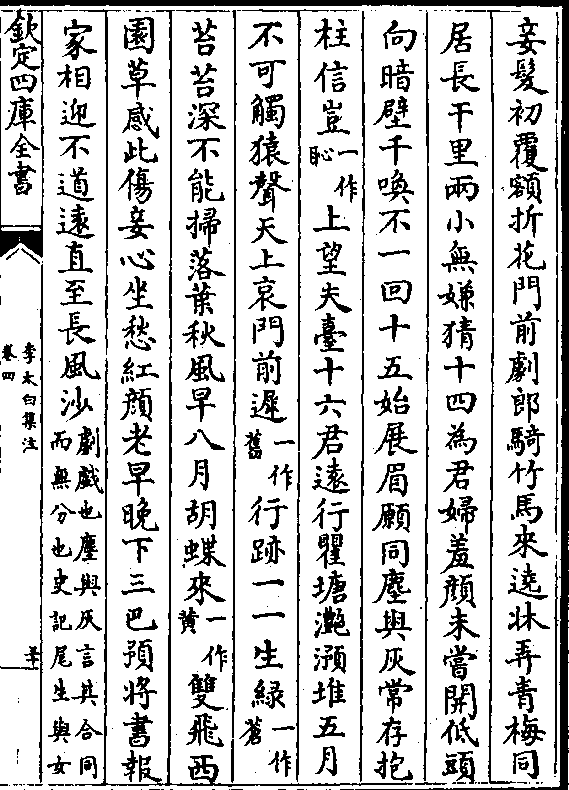 妾髮初覆額折花門前劇郎騎竹馬來遶牀弄青梅同
居長干里兩小無嫌猜十四為君婦羞顔未嘗開低頭
向暗壁千喚不一回十五始展眉願同塵與灰常存抱
柱信豈一作恥上望夫臺十六君遠行瞿塘灩澦堆五月
不可觸猿聲天上哀門前遲一作舊行跡一一生綠一作蒼
苔苔深不能掃落葉秋風早八月胡蝶來一作黃雙飛西
園草感此傷妾心坐愁紅顔老早晚下三巴預將書報
家相迎不道遠直至長風沙劇戲也塵與灰言其合同而無分也史記尾生與女
欽定四庫全書
李太白集注
卷四